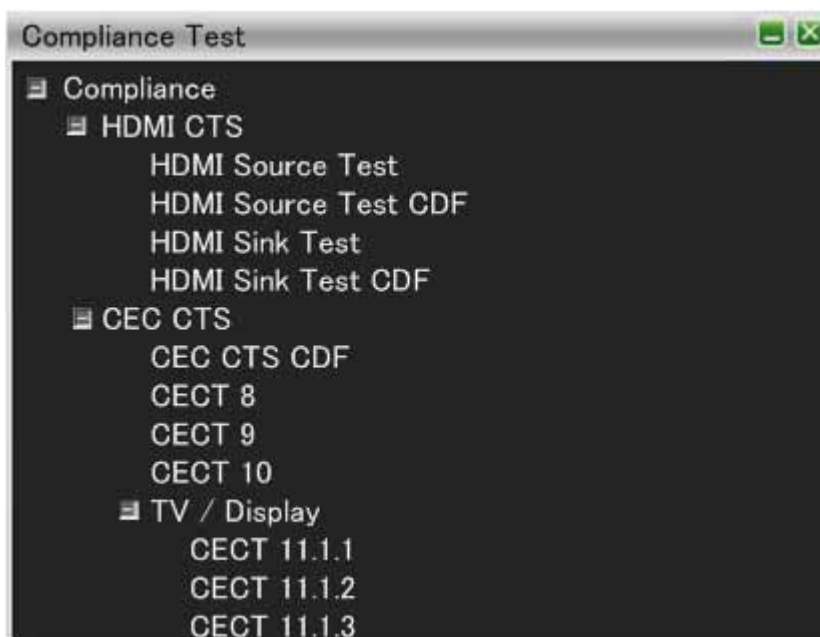 Compliance Test
Compliance
HDMI CTS
HDMI Source Test
HDMI Source Test CDF
HDMI Sink Test
HDMI Sink Test CDF
CEC CTS
CEC CTS CDF
CECT 8
CECT 9
CECT 10
TV / Display
CECT 11.1.1
CECT 11.1.2
CECT 11.1.3